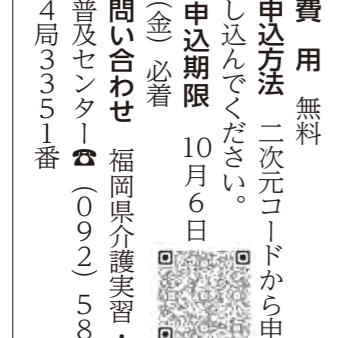 費用 無料
申込方法 二次元コードから申
し込んでください。
申込期限 10月6日
（金）必着
問い合わせ 福岡県介護実習・
普及センター☎（０９２）５８
４局３３５１番